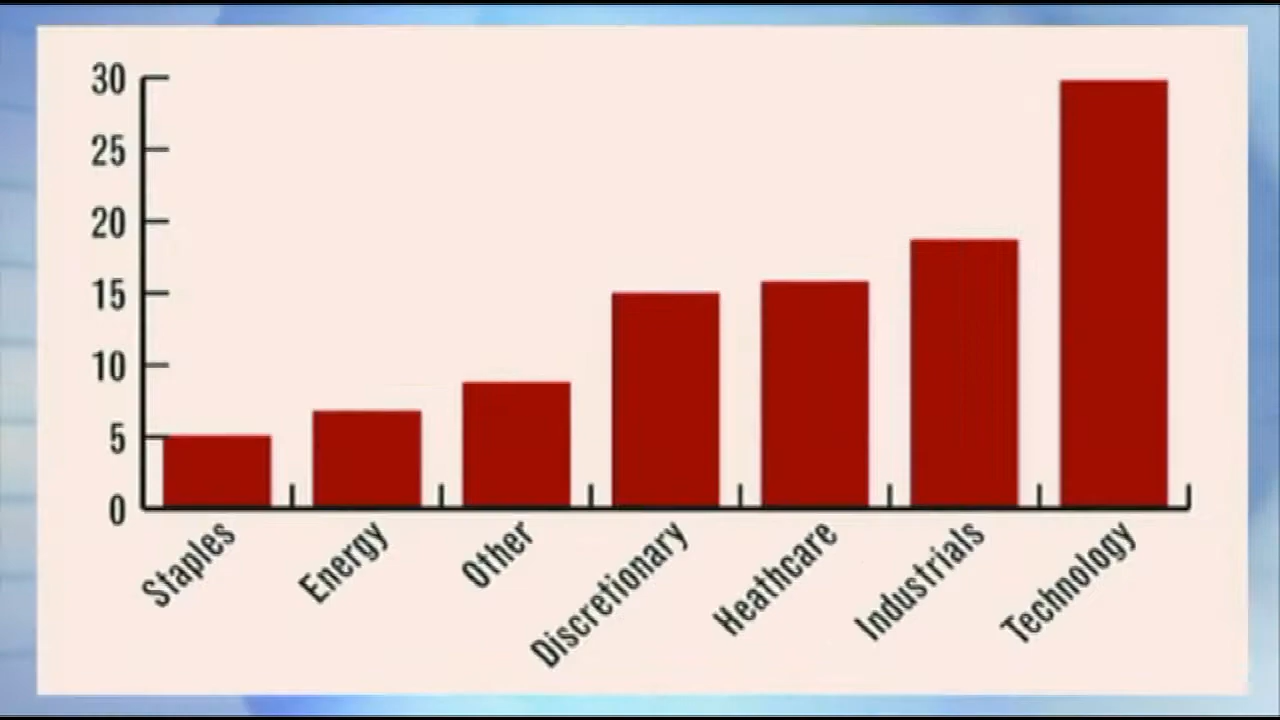 30
25
20
15
10
5
0
Staples
Energy
Other
Discretionary
Heathcare
Industrials
Technology